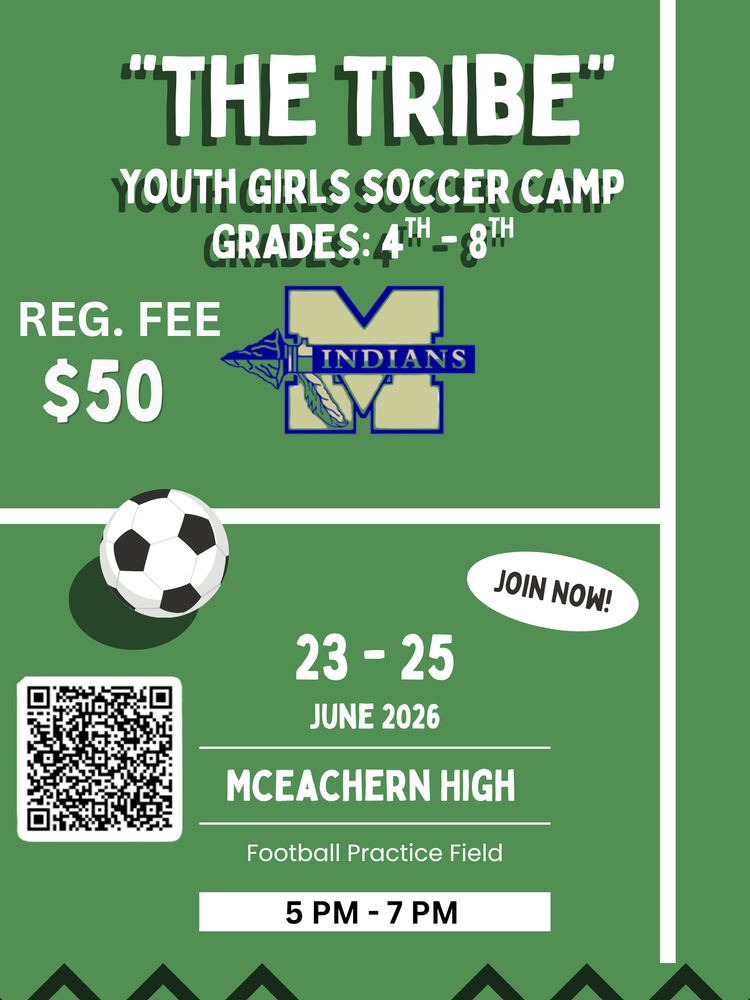 "THE TRIBE"
YOUTH GIRLS SOCCER CAMP
GRADES: 4TH - 8TH
REG. FEE
$50
INDIANS
JOIN NOW!
23 - 25
JUNE 2026
MCEACHERN HIGH
Football Practice Field
5 PM - 7 PM